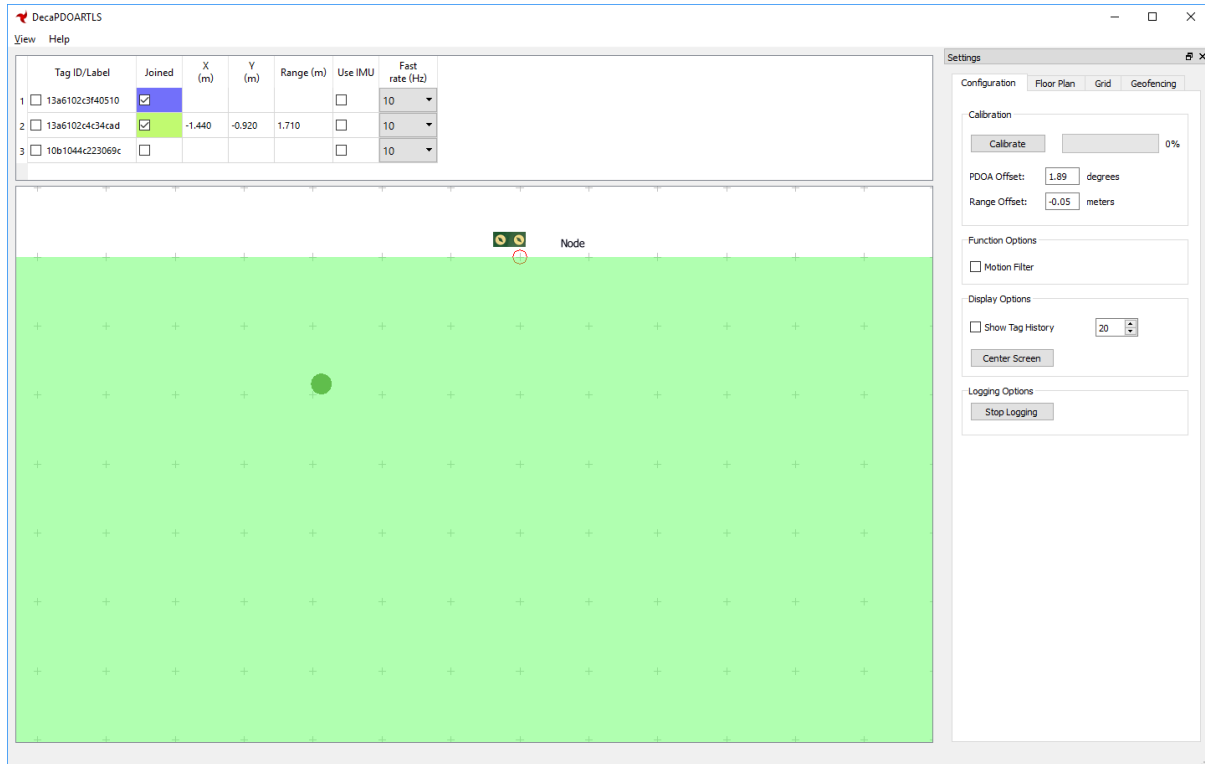 DecaPDOARTLS
View Help
Tag ID/Label Joined X (m) Y (m) Range (m) Use IMU Fast rate (Hz)
1 13a6102c3f40510 10
2 13a6102c4c34cad -1.440 -0.920 1.710 10
3 10b1044c223069c 10
Node
Settings
Configuration Floor Plan Grid Geofencing
Calibration
Calibrate 0%
PDOA Offset: 1.89 degrees
Range Offset: -0.05 meters
Function Options
Motion Filter
Display Options
Show Tag History 20
Center Screen
Logging Options
Stop Logging